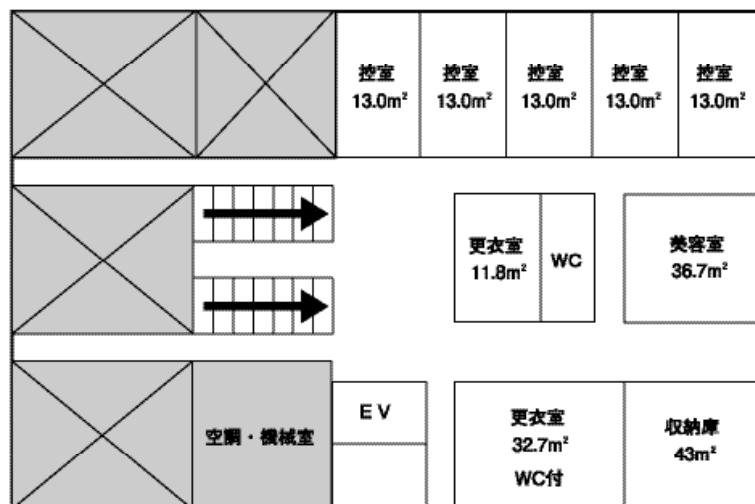 控室
13.0m²
控室
13.0m²
控室
13.0m²
控室
13.0m²
控室
13.0m²
更衣室
11.8m²
WC
美容室
36.7m²
空調・機械室
EV
更衣室
32.7m²
WC付
収納庫
43m²